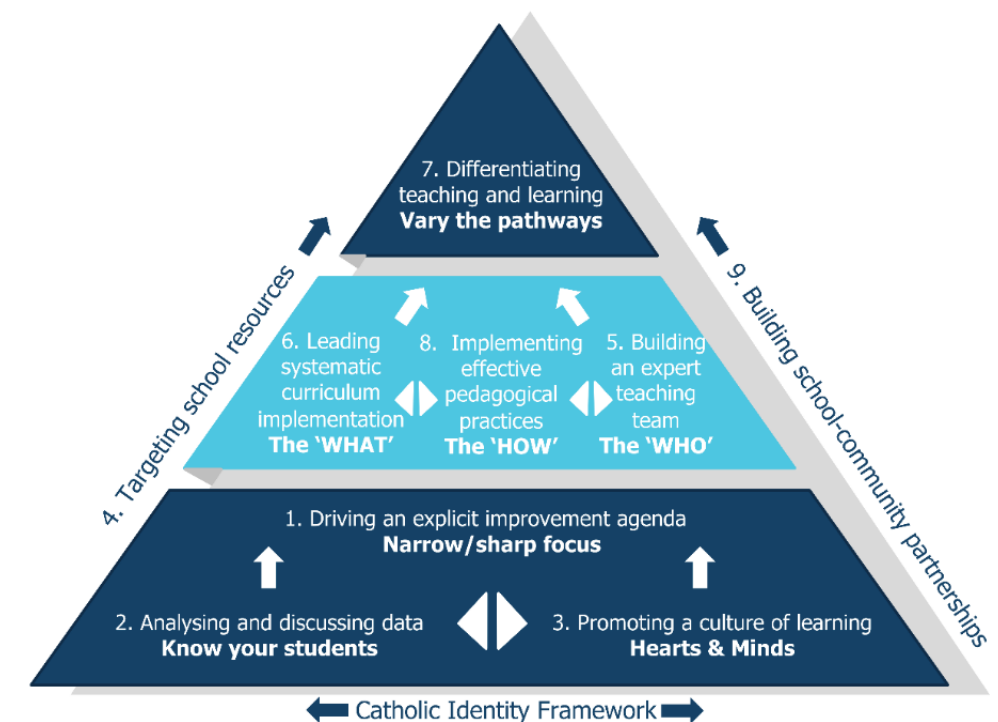 7. Differentiating
teaching and learning
Vary the pathways
4. Targeting school resources
9. Building school-community partnerships
6. Leading
systematic
curriculum
implementation
The ‘WHAT’
8. Implementing
effective
pedagogical
practices
The ‘HOW’
5. Building
an expert
teaching
team
The ‘WHO’
1. Driving an explicit improvement agenda
Narrow/sharp focus
2. Analysing and discussing data
Know your students
3. Promoting a culture of learning
Hearts & Minds
Catholic Identity Framework